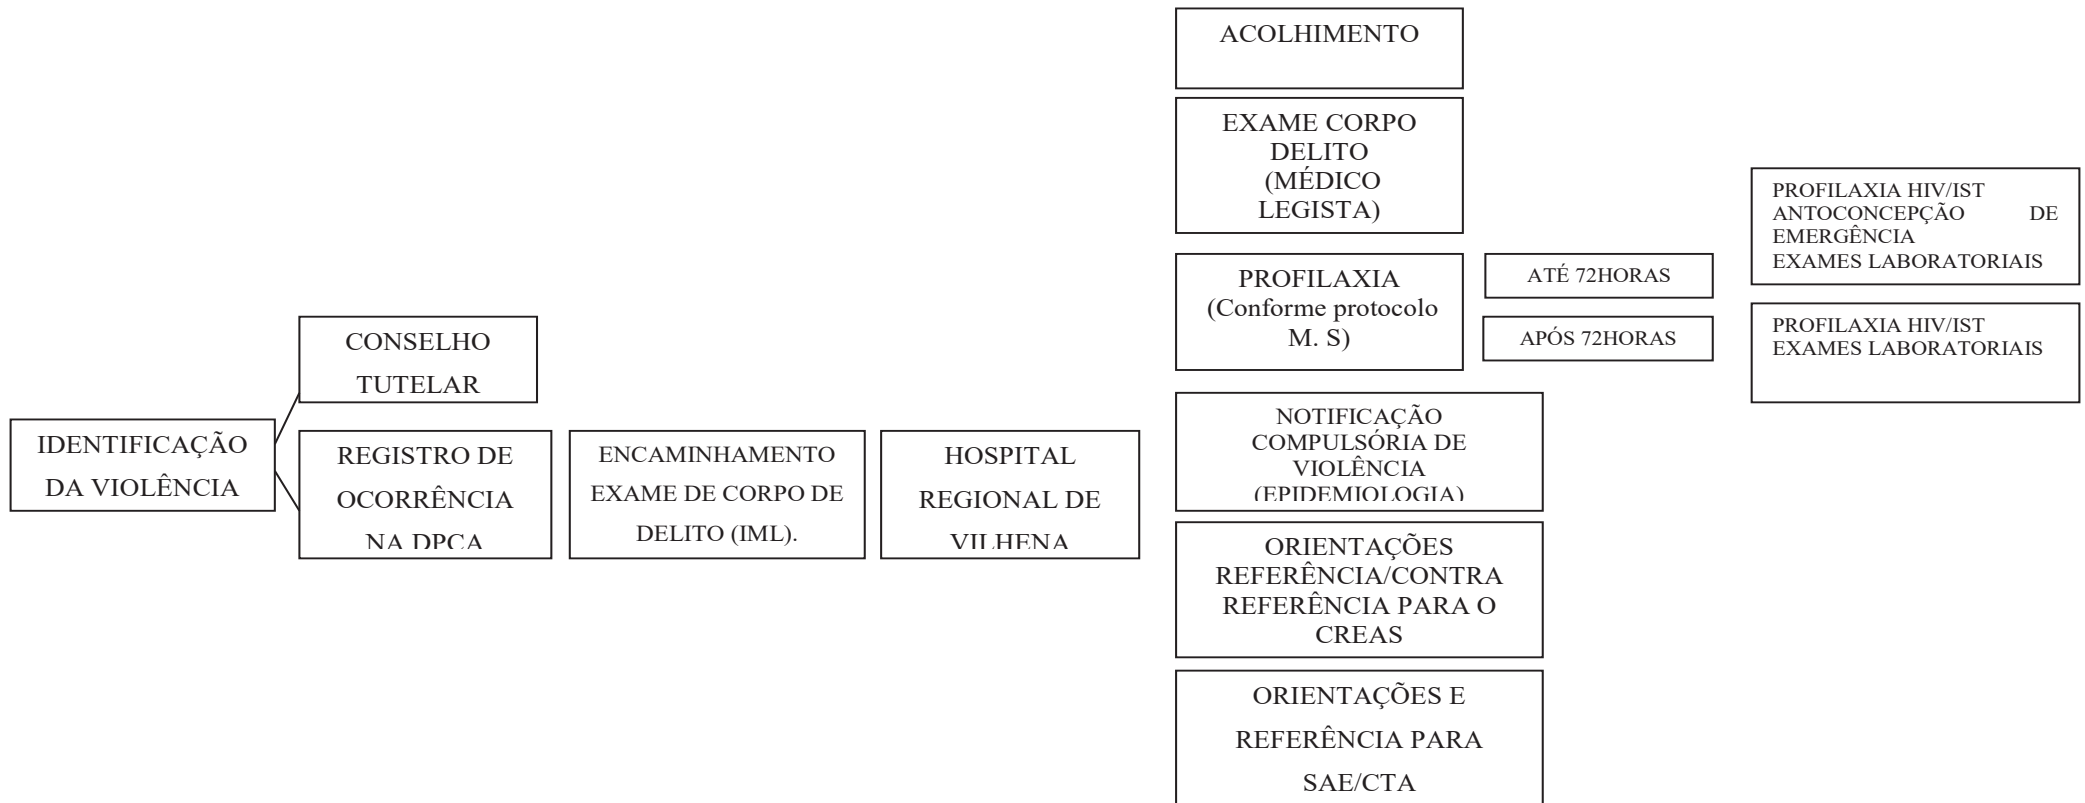 IDENTIFICAÇÃO
DA VIOLÊNCIA
CONSELHO
TUTELAR
REGISTRO DE
OCORRÊNCIA
NA DPCA
ENCAMINHAMENTO
EXAME DE CORPO DE
DELITO (IML).
HOSPITAL
REGIONAL DE
VILHENA
ACOLHIMENTO
EXAME CORPO
DELITO
(MÉDICO
LEGISTA)
PROFILAXIA
(Conforme protocolo
M. S)
ATÉ 72HORAS
APÓS 72HORAS
PROFILAXIA HIV/IST
ANTOCONCEPÇÃO DE
EMERGÊNCIA
EXAMES LABORATORIAIS
PROFILAXIA HIV/IST
EXAMES LABORATORIAIS
NOTIFICAÇÃO
COMPULSÓRIA DE
VIOLÊNCIA
(EPIDEMIOLOGIA)
ORIENTAÇÕES
REFERÊNCIA/CONTRA
REFERÊNCIA PARA O
CREAS
ORIENTAÇÕES E
REFERÊNCIA PARA
SAE/CTA